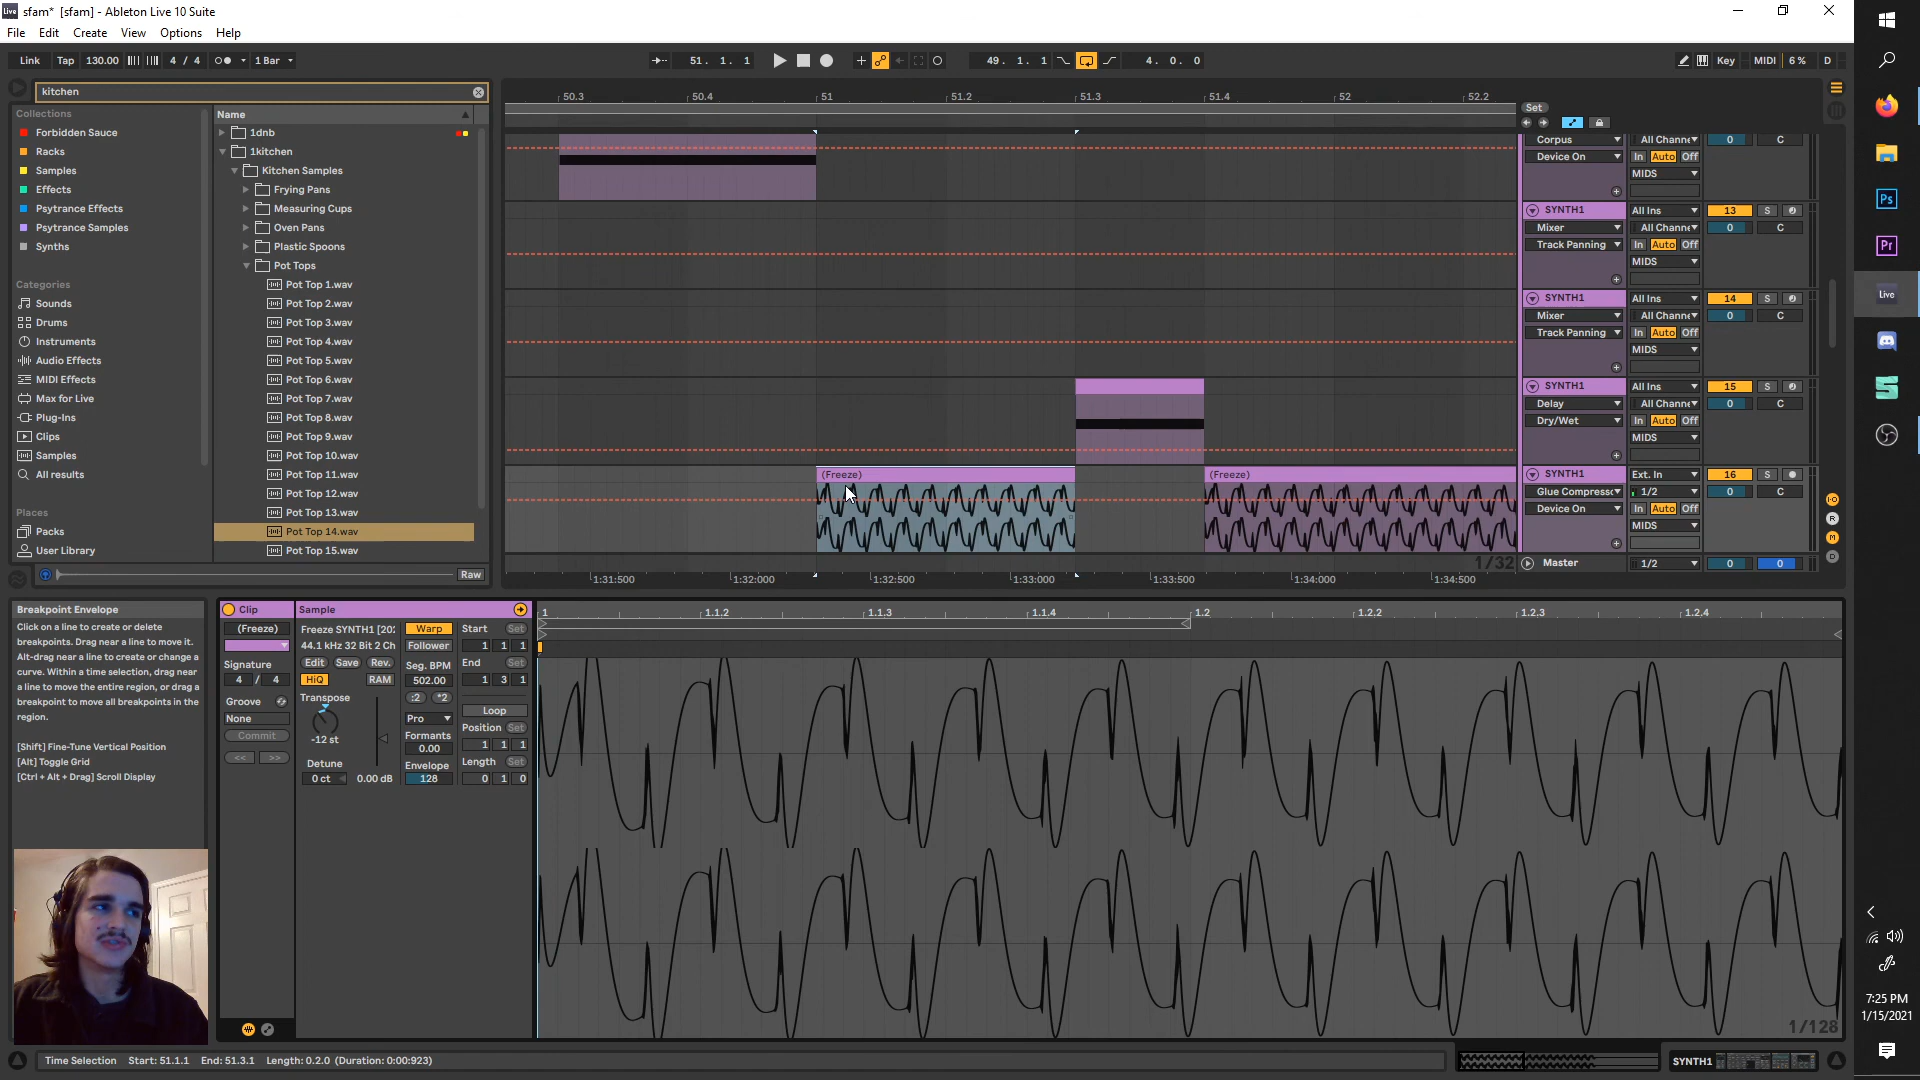 sfam* [sfam] - Ableton Live 10 Suite
File Edit Create View Options Help
Link Tap 130.00 4 / 4 1 Bar 51. 1. 1 49. 1. 1 4. 0. 0 Key MIDI 6 % D
kitchen
Collections
Forbidden Sauce
Racks
Samples
Effects
Psytrance Effects
Psytrance Samples
Synths
Categories
Sounds
Drums
Instruments
Audio Effects
MIDI Effects
Max for Live
Plug-Ins
Clips
Samples
All results
Places
Packs
User Library
Name
1dnb
1kitchen
Kitchen Samples
Frying Pans
Measuring Cups
Oven Pans
Plastic Spoons
Pot Tops
Pot Top 1.wav
Pot Top 2.wav
Pot Top 3.wav
Pot Top 4.wav
Pot Top 5.wav
Pot Top 6.wav
Pot Top 7.wav
Pot Top 8.wav
Pot Top 9.wav
Pot Top 10.wav
Pot Top 11.wav
Pot Top 12.wav
Pot Top 13.wav
Pot Top 14.wav
Pot Top 15.wav
Raw
50.3 50.4 51 51.2 51.3 51.4 52 52.2
Set
Corpus All Channe 0 C
Device On In Auto Off
MIDS
SYNTH1 All Ins 13 S
Mixer All Channe 0 C
Track Panning In Auto Off
MIDS
SYNTH1 All Ins 14 S
Mixer All Channe 0 C
Track Panning In Auto Off
MIDS
SYNTH1 All Ins 15 S
Delay All Channe 0 C
Dry/Wet In Auto Off
MIDS
(Freeze) (Freeze)
SYNTH1 Ext. In 16 S
Glue Compresso 1/2 0 C
Device On In Auto Off
MIDS
1/32
Master 1/2 0 0
I·O
R
M
D
1:31:500 1:32:000 1:32:500 1:33:000 1:33:500 1:34:000 1:34:500
Breakpoint Envelope
Click on a line to create or delete
breakpoints. Drag near a line to move it.
Alt-drag near a line to create or change a
curve. Within a time selection, drag near
a line to move the entire region, or drag a
breakpoint to move all breakpoints in the
region.
[Shift] Fine-Tune Vertical Position
[Alt] Toggle Grid
[Ctrl + Alt + Drag] Scroll Display
Clip
(Freeze)
Signature
4 / 4
Groove
None
Commit
<< >>
Sample
Freeze SYNTH1 [202
44.1 kHz 32 Bit 2 Ch
Edit Save Rev.
HiQ RAM
Transpose
-12 st
Detune
0 ct 0.00 dB
Warp
Follower
Seg. BPM
502.00
:2 *2
Pro
Formants
0.00
Envelope
128
Start Set
1 1 1
End Set
1 3 1
Loop
Position Set
1 1 1
Length Set
0 1 0
1 1.1.2 1.1.3 1.1.4 1.2 1.2.2 1.2.3 1.2.4
1/128
Time Selection Start: 51.1.1 End: 51.3.1 Length: 0.2.0 (Duration: 0:00:923)
SYNTH1
Ps
Pr
Live
7:25 PM
1/15/2021